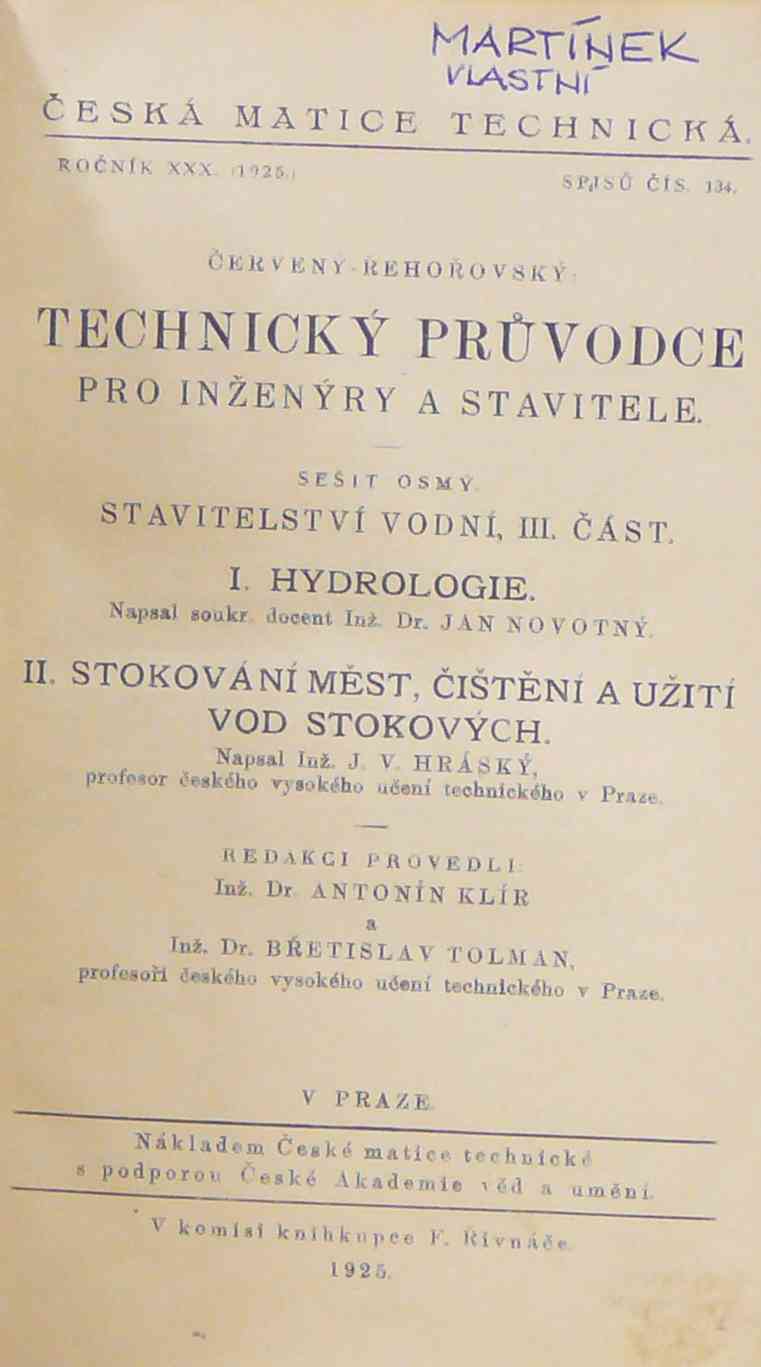 MARTÍNEK
VLASTNÍ
ČESKÁ MATICE TECHNICKÁ.
ROČNÍK XXX. (1925.)
SPISŮ ČÍS. 134.
ČERVENÝ-ŘEHOŘOVSKÝ:
TECHNICKÝ PRŮVODCE
PRO INŽENÝRY A STAVITELE.
SEŠIT OSMÝ.
STAVITELSTVÍ VODNÍ, III. ČÁST.
I. HYDROLOGIE.
Napsal soukr. docent Inž. Dr. JAN NOVOTNÝ.
II. STOKOVÁNÍ MĚST, ČIŠTĚNÍ A UŽITÍ
VOD STOKOVÝCH.
Napsal Inž. J. V. HRÁSKÝ,
profesor českého vysokého učení technického v Praze.
REDAKCI PROVEDLI:
Inž. Dr. ANTONÍN KLÍR
a
Inž. Dr. BŘETISLAV TOLMAN,
profesoři českého vysokého učení technického v Praze.
V PRAZE.
Nákladem České matice technické
s podporou České Akademie věd a umění.
V komisi knihkupce F. Řivnáče.
1925.